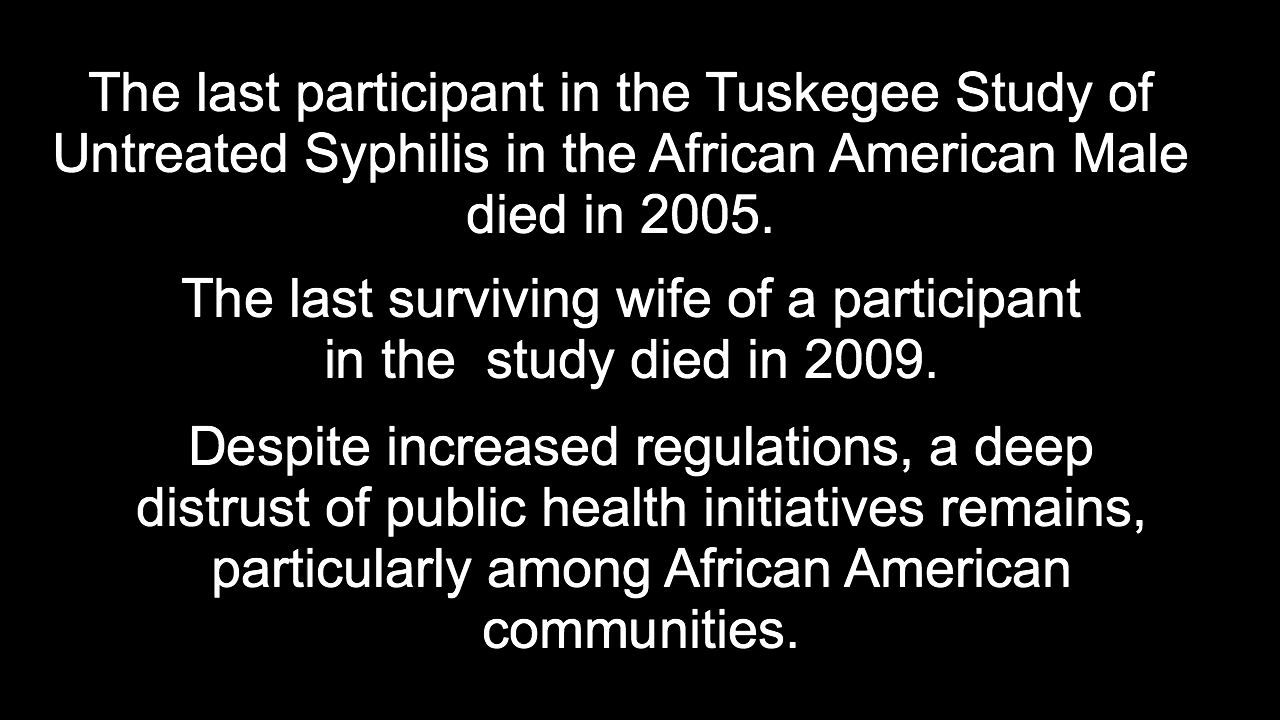 The last participant in the Tuskegee Study of
Untreated Syphilis in the African American Male
died in 2005.
The last surviving wife of a participant
in the  study died in 2009.
Despite increased regulations, a deep
distrust of public health initiatives remains,
particularly among African American
communities.